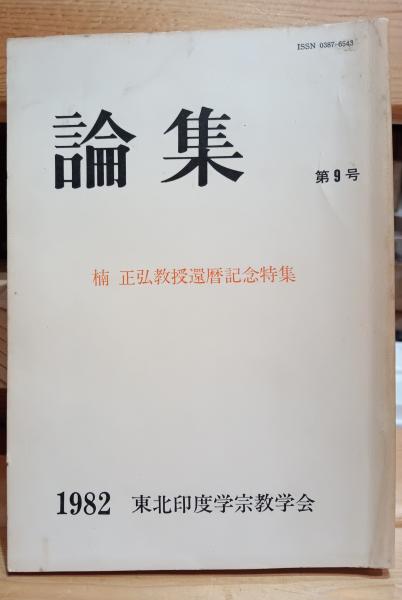 ISSN 0387-6543
論集
第9号
楠 正弘教授還暦記念特集
1982 東北印度学宗教学会